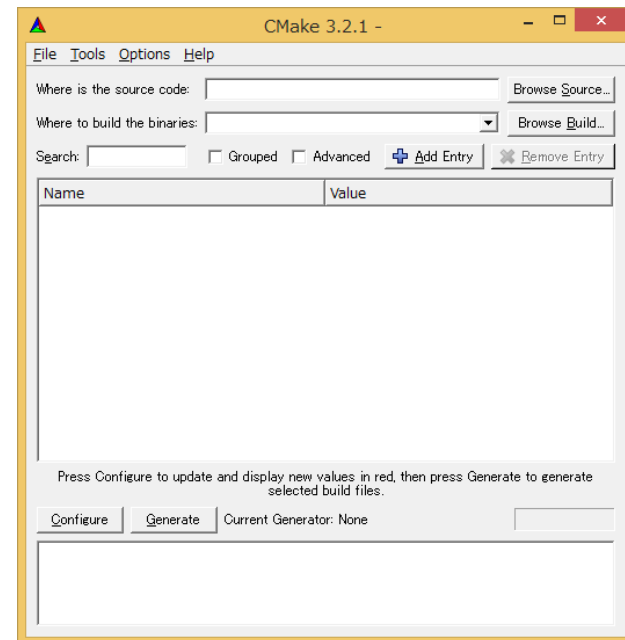 CMake 3.2.1 -
File Tools Options Help
Where is the source code: Browse Source...
Where to build the binaries: Browse Build...
Search: Grouped Advanced Add Entry Remove Entry
Name Value
Press Configure to update and display new values in red, then press Generate to generate
selected build files.
Configure Generate Current Generator: None